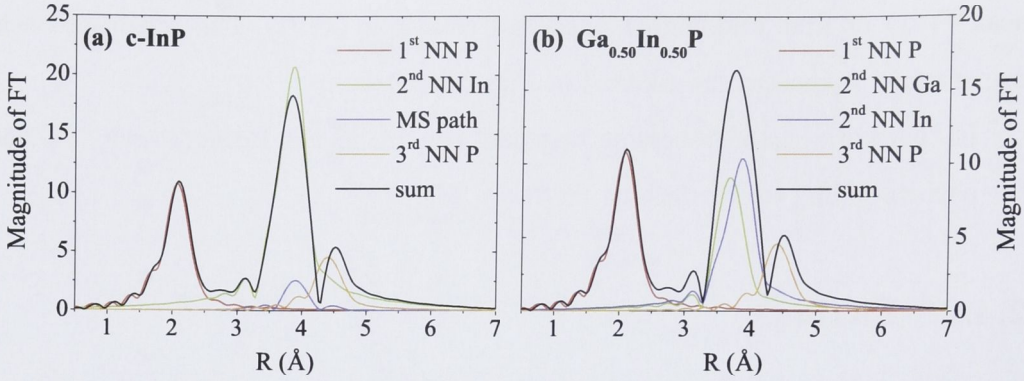 (a) c-InP
1st NN P
2nd NN In
MS path
3rd NN P
sum
Magnitude of FT
25
20
15
10
5
0
1 2 3 4 5 6 7
R (Å)
(b) Ga0.50In0.50P
1st NN P
2nd NN Ga
2nd NN In
3rd NN P
sum
20
15
10
5
0
Magnitude of FT
1 2 3 4 5 6 7
R (Å)